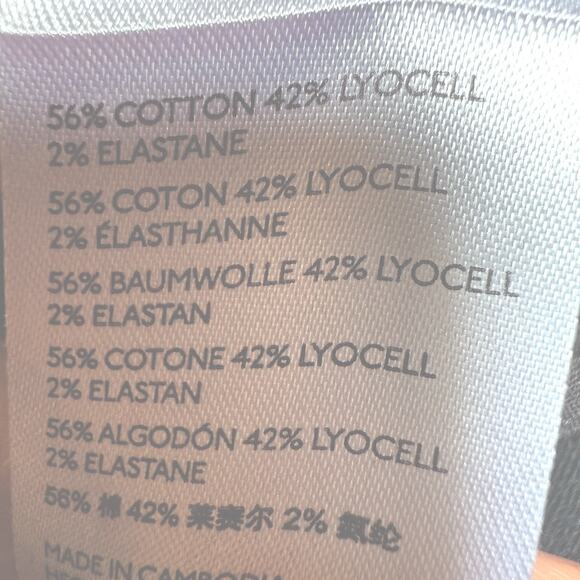 56% COTTON 42% LYOCELL
2% ELASTANE
56% COTON 42% LYOCELL
2% ÉLASTHANNE
56% BAUMWOLLE 42% LYOCELL
2% ELASTAN
56% COTONE 42% LYOCELL
2% ELASTAN
56% ALGODÓN 42% LYOCELL
2% ELASTANE
56% 棉 42% 莱赛尔 2% 氨纶
MADE IN CAMBODIA